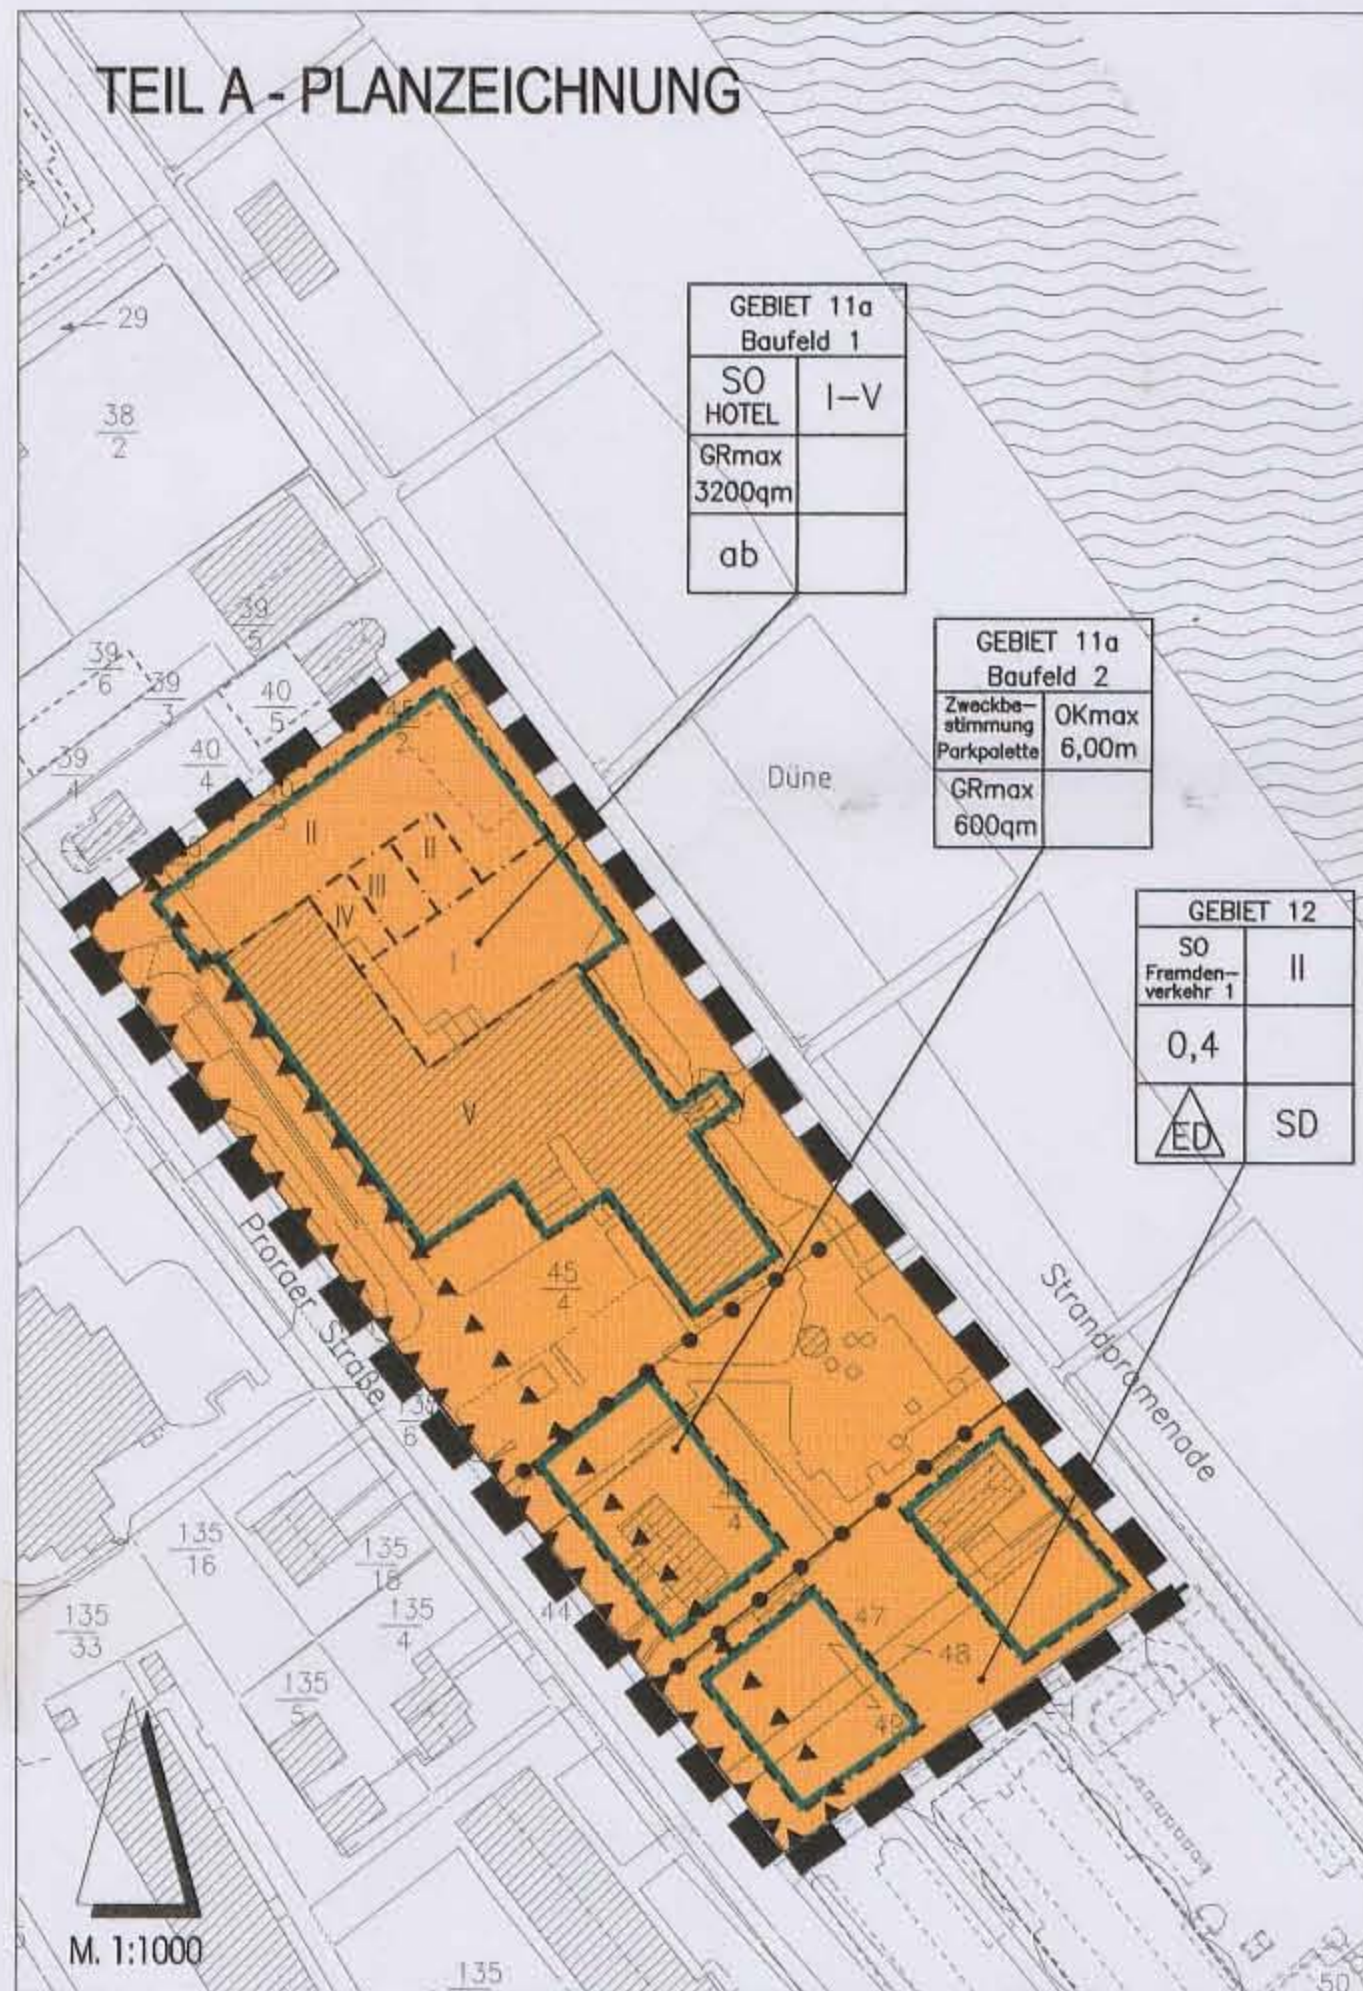 TEIL A - PLANZEICHNUNG
29
38
2
GEBIET 11a
Baufeld 1
SO
HOTEL
I-V
GRmax
3200qm
ab
39
5
39
6
39
3
40
5
39
4
40
4
GEBIET 11a
Baufeld 2
Zweckbe-
stimmung
Parkpalette
OKmax
6,00m
GRmax
600qm
Düne
II
II
III
IV
I
V
GEBIET 12
SO
Fremden-
verkehr 1
II
0,4
ED
SD
Proraer Straße
45
4
Strandpromenade
135
16
135
18
135
4
135
33
135
5
44
47
48
49
M. 1:1000
135
50